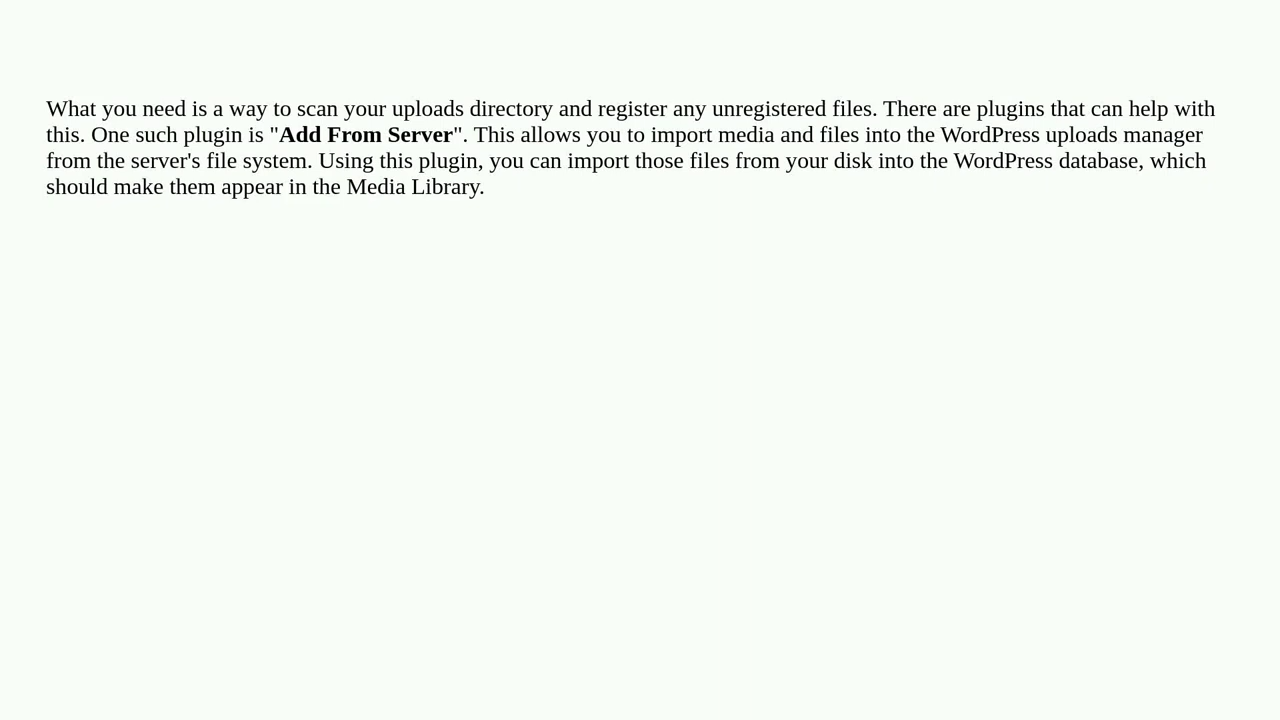 What you need is a way to scan your uploads directory and register any unregistered files. There are plugins that can help with
this. One such plugin is "Add From Server". This allows you to import media and files into the WordPress uploads manager
from the server's file system. Using this plugin, you can import those files from your disk into the WordPress database, which
should make them appear in the Media Library.